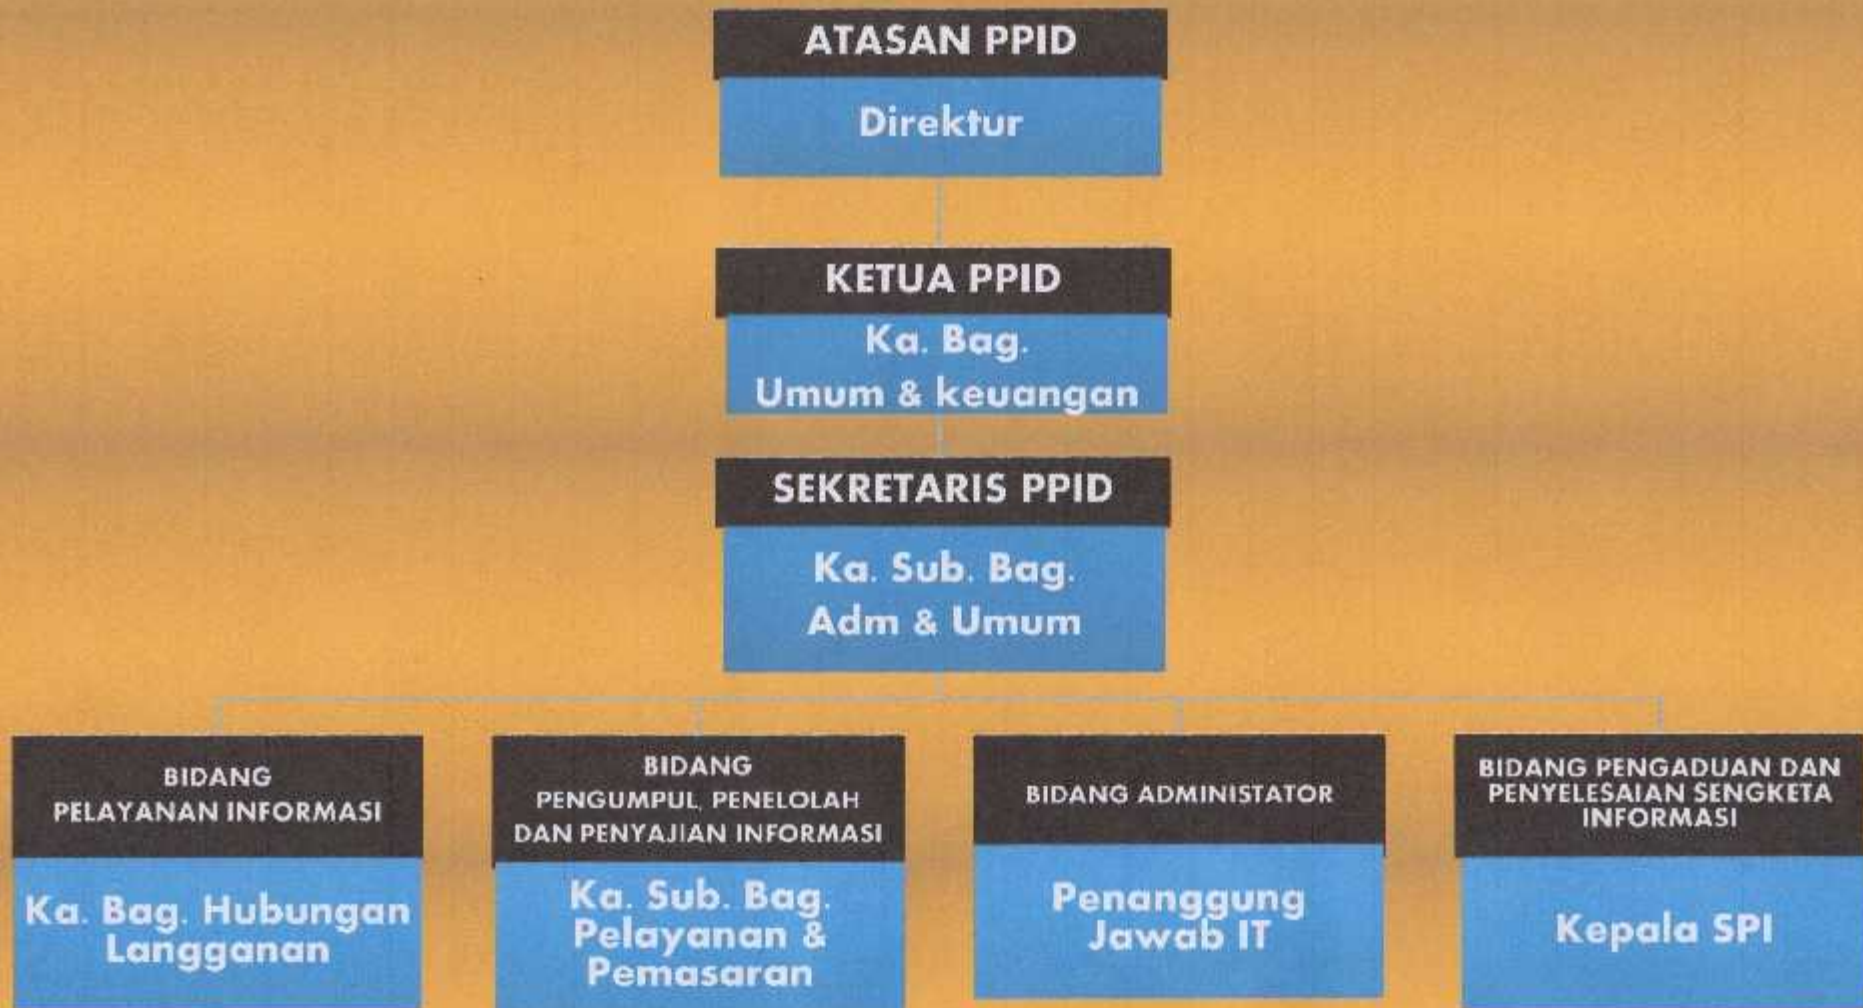 ATASAN PPID
Direktur
KETUA PPID
Ka. Bag.
Umum & keuangan
SEKRETARIS PPID
Ka. Sub. Bag.
Adm & Umum
BIDANG
PELAYANAN INFORMASI
Ka. Bag. Hubungan
Langganan
BIDANG
PENGUMPUL, PENELOLAH
DAN PENYAJIAN INFORMASI
Ka. Sub. Bag.
Pelayanan &
Pemasaran
BIDANG ADMINISTATOR
Penanggung
Jawab IT
BIDANG PENGADUAN DAN
PENYELESAIAN SENGKETA
INFORMASI
Kepala SPI